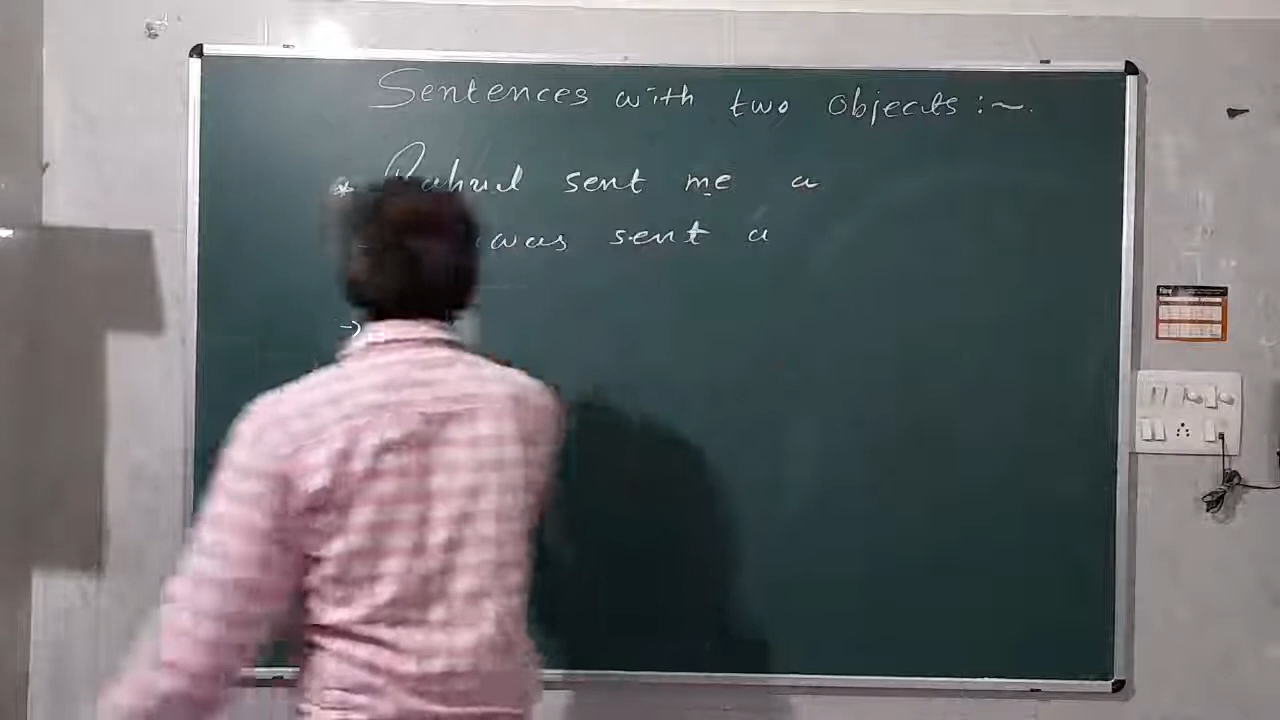 Sentences with two objects :~
* Rahul sent me a
was sent a
→